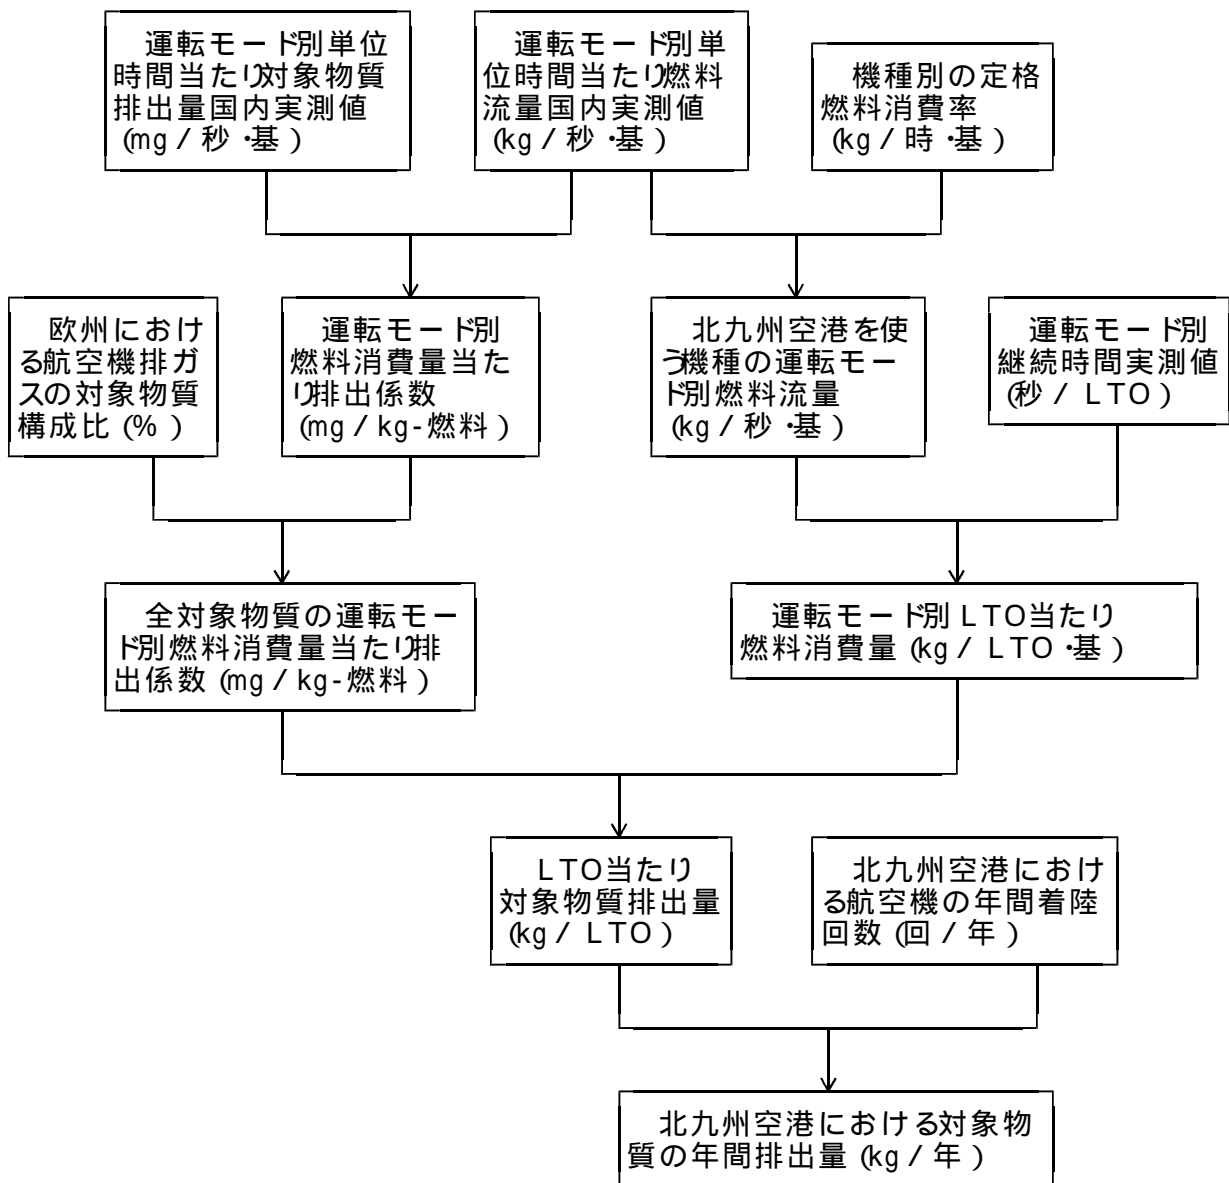 運転モード別単位
時間当たり対象物質
排出量国内実測値
(mg/秒・基)
運転モード別単
位時間当たり燃料
流量国内実測値
(kg/秒・基)
機種別の定格
燃料消費率
(kg/時・基)
欧州におけ
る航空機排ガ
スの対象物質
構成比(%)
運転モード別
燃料消費量当た
り排出係数
(mg/kg-燃料)
北九州空港を使
う機種の運転モー
ド別燃料流量
(kg/秒・基)
運転モード別
継続時間実測値
(秒/LTO)
全対象物質の運転モー
ド別燃料消費量当たり排
出係数(mg/kg-燃料)
運転モード別LTO当たり
燃料消費量(kg/LTO・基)
LTO当たり
対象物質排出量
(kg/LTO)
北九州空港におけ
る航空機の年間着陸
回数(回/年)
北九州空港における対象物
質の年間排出量(kg/年)